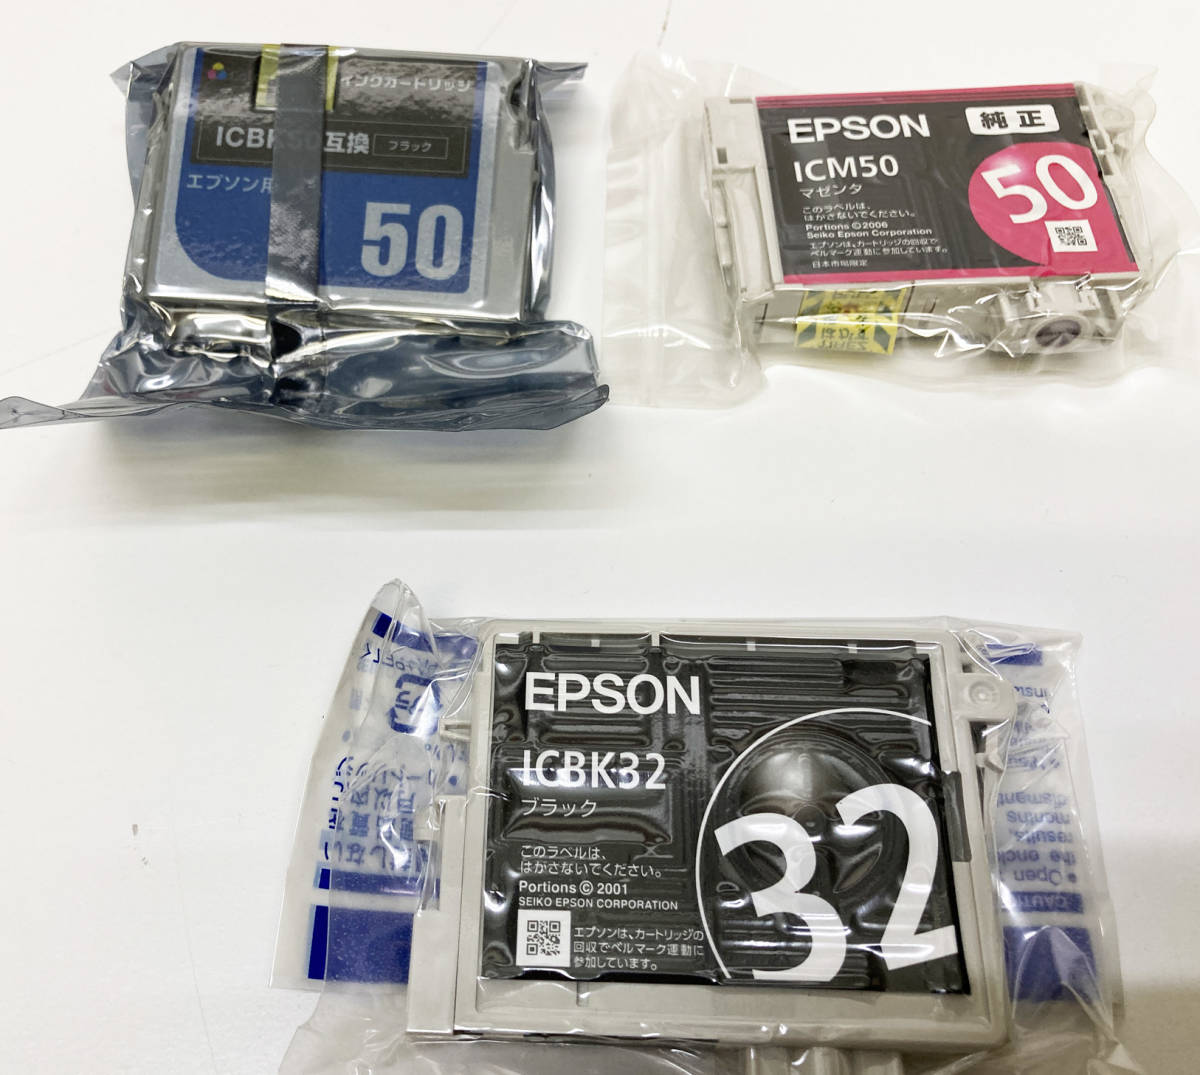 インクカートリッジ
ICBK50互換 ブラック
エプソン用
50
EPSON 純正
ICM50
マゼンタ
50
このラベルは、
はがさないでください。
Portions ©2006
Seiko Epson Corporation
エプソンは、カートリッジの回収で
ベルマーク運動に参加しています。
日本市場限定
EPSON
ICBK32
ブラック
32
このラベルは、
はがさないでください。
Portions © 2001
SEIKO EPSON CORPORATION
エプソンは、カートリッジの
回収でベルマーク運動に
参加しています。
CAUTI
• Open
the encl
results,
months